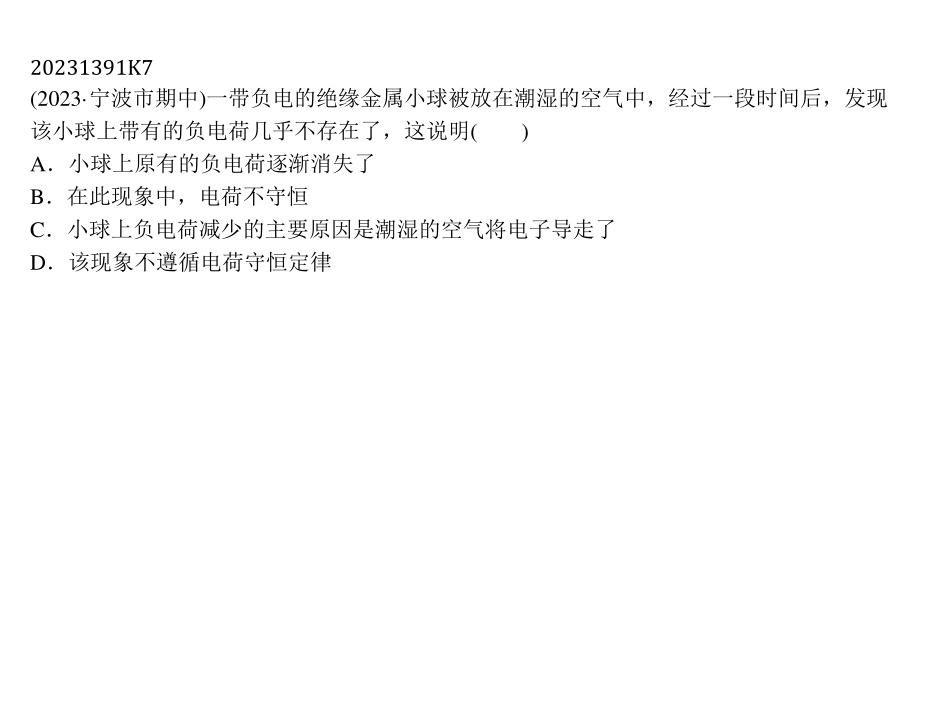 20231391K7
(2023·宁波市期中)一带负电的绝缘金属小球被放在潮湿的空气中，经过一段时间后，发现
该小球上带有的负电荷几乎不存在了，这说明(　　)
A．小球上原有的负电荷逐渐消失了
B．在此现象中，电荷不守恒
C．小球上负电荷减少的主要原因是潮湿的空气将电子导走了
D．该现象不遵循电荷守恒定律